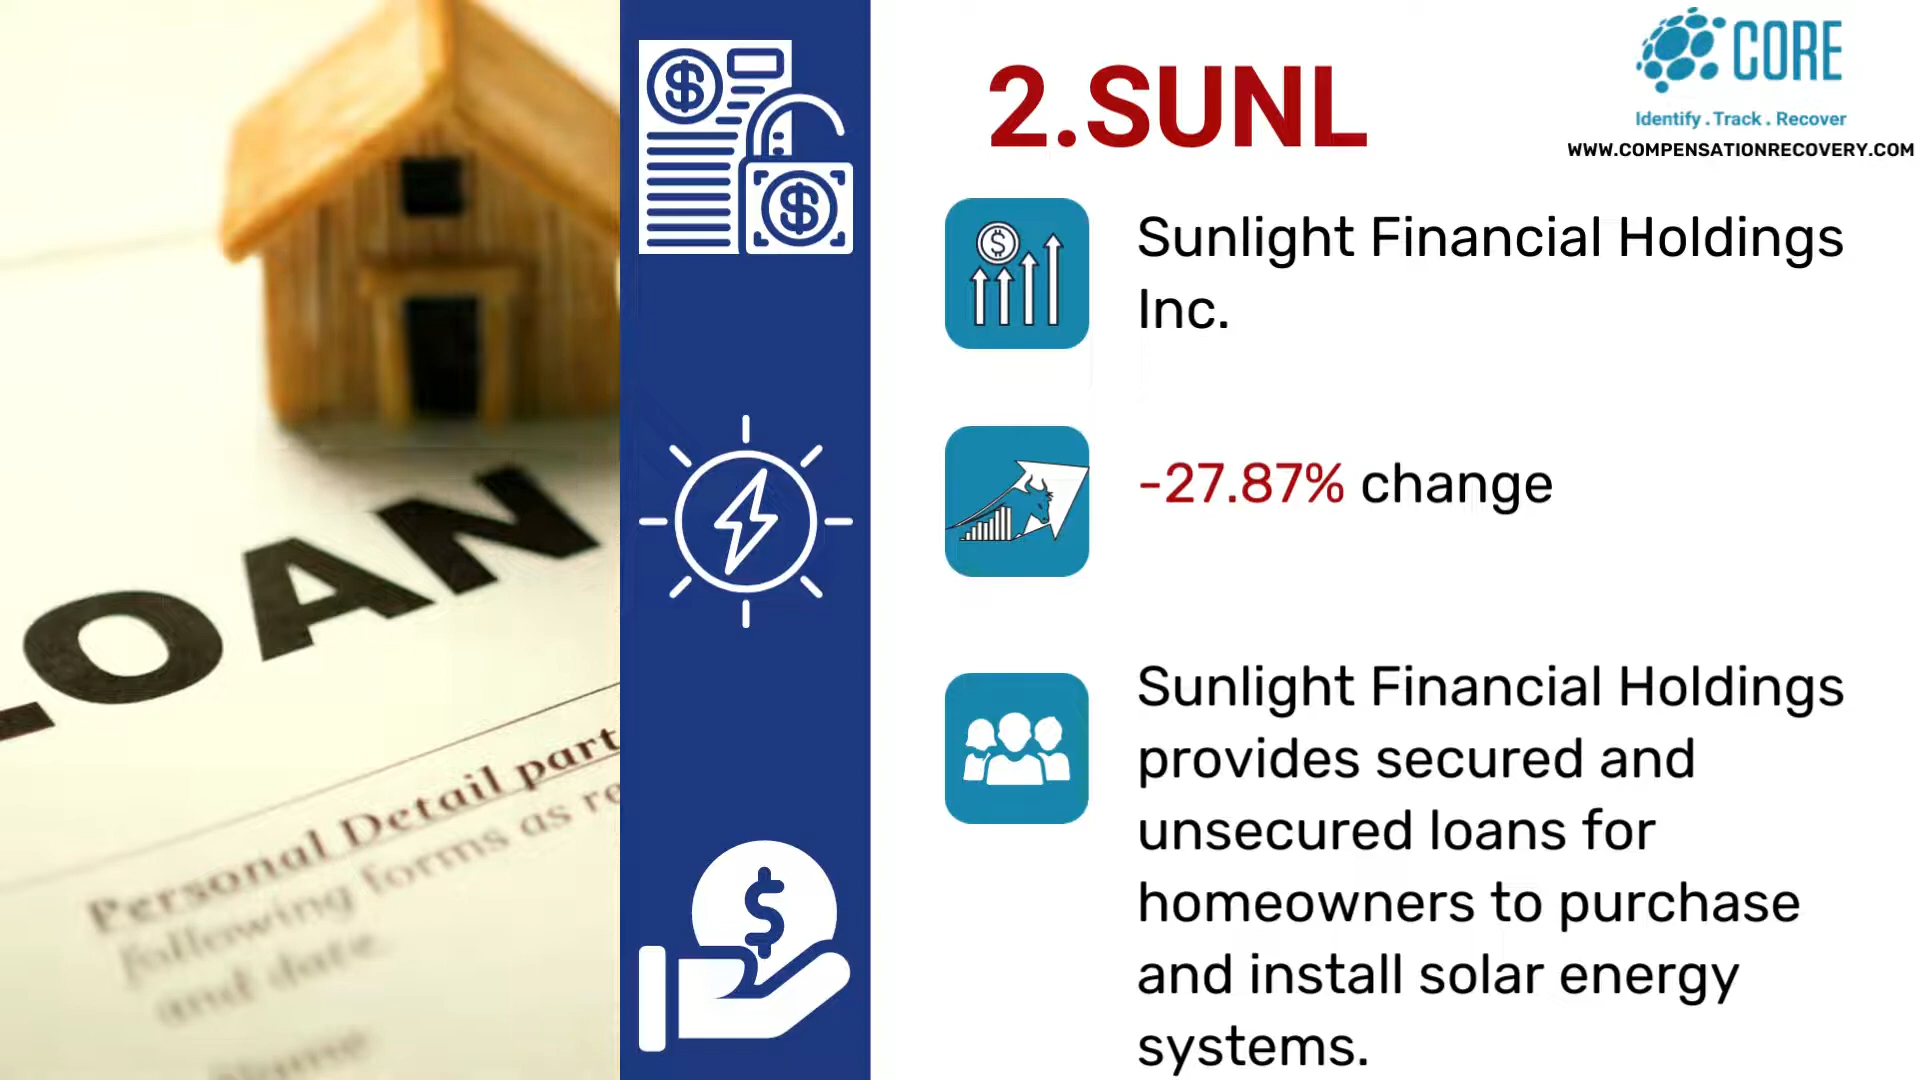 2.SUNL
CORE
Identify . Track . Recover
WWW.COMPENSATIONRECOVERY.COM
Sunlight Financial Holdings
Inc.
-27.87% change
Sunlight Financial Holdings
provides secured and
unsecured loans for
homeowners to purchase
and install solar energy
systems.
LOAN
Personal Detail part
following forms as re
and date.
Name